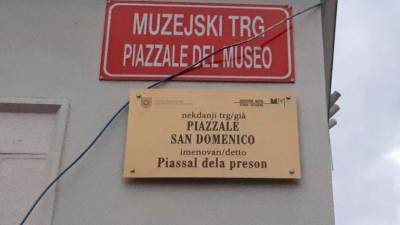 MUZEJSKI TRG
PIAZZALE DEL MUSEO
nekdanji trg/già
PIAZZALE
SAN DOMENICO
imenovan/detto
Piassal dela preson